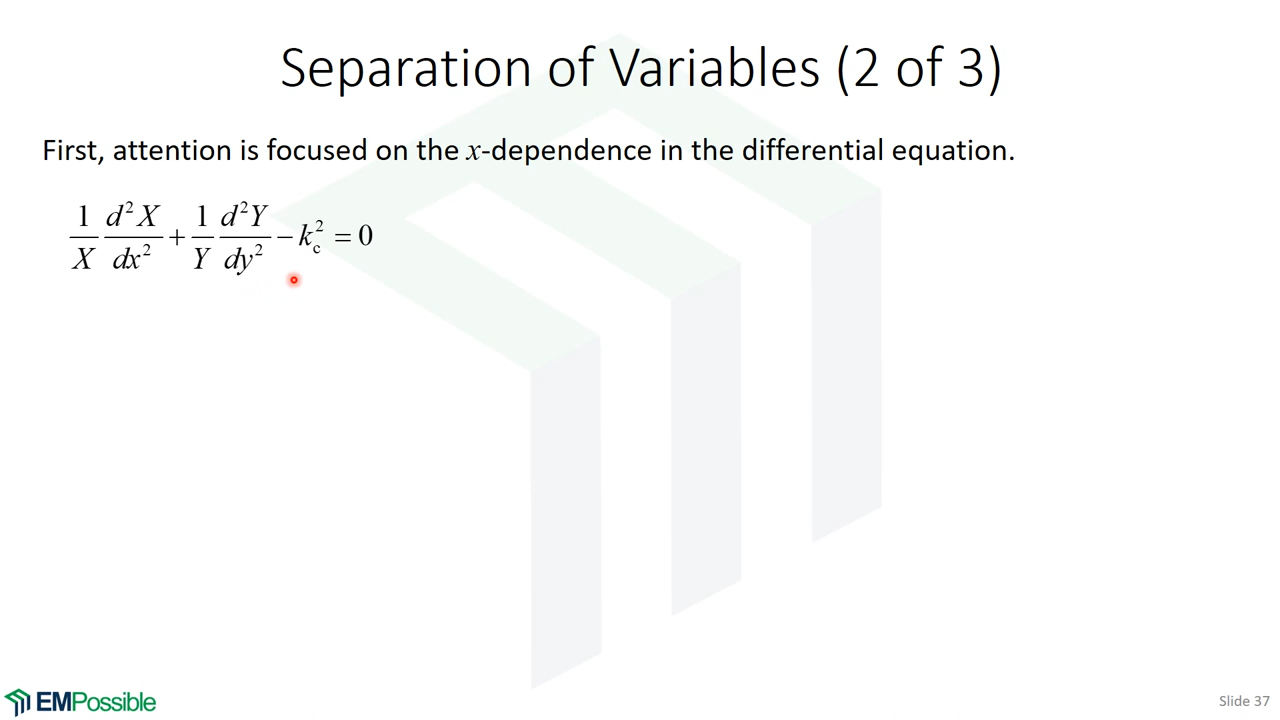 Separation of Variables (2 of 3)
First, attention is focused on the x-dependence in the differential equation.
1/X d²X/dx² + 1/Y d²Y/dy² − k_c² = 0
EMPossible
Slide 37